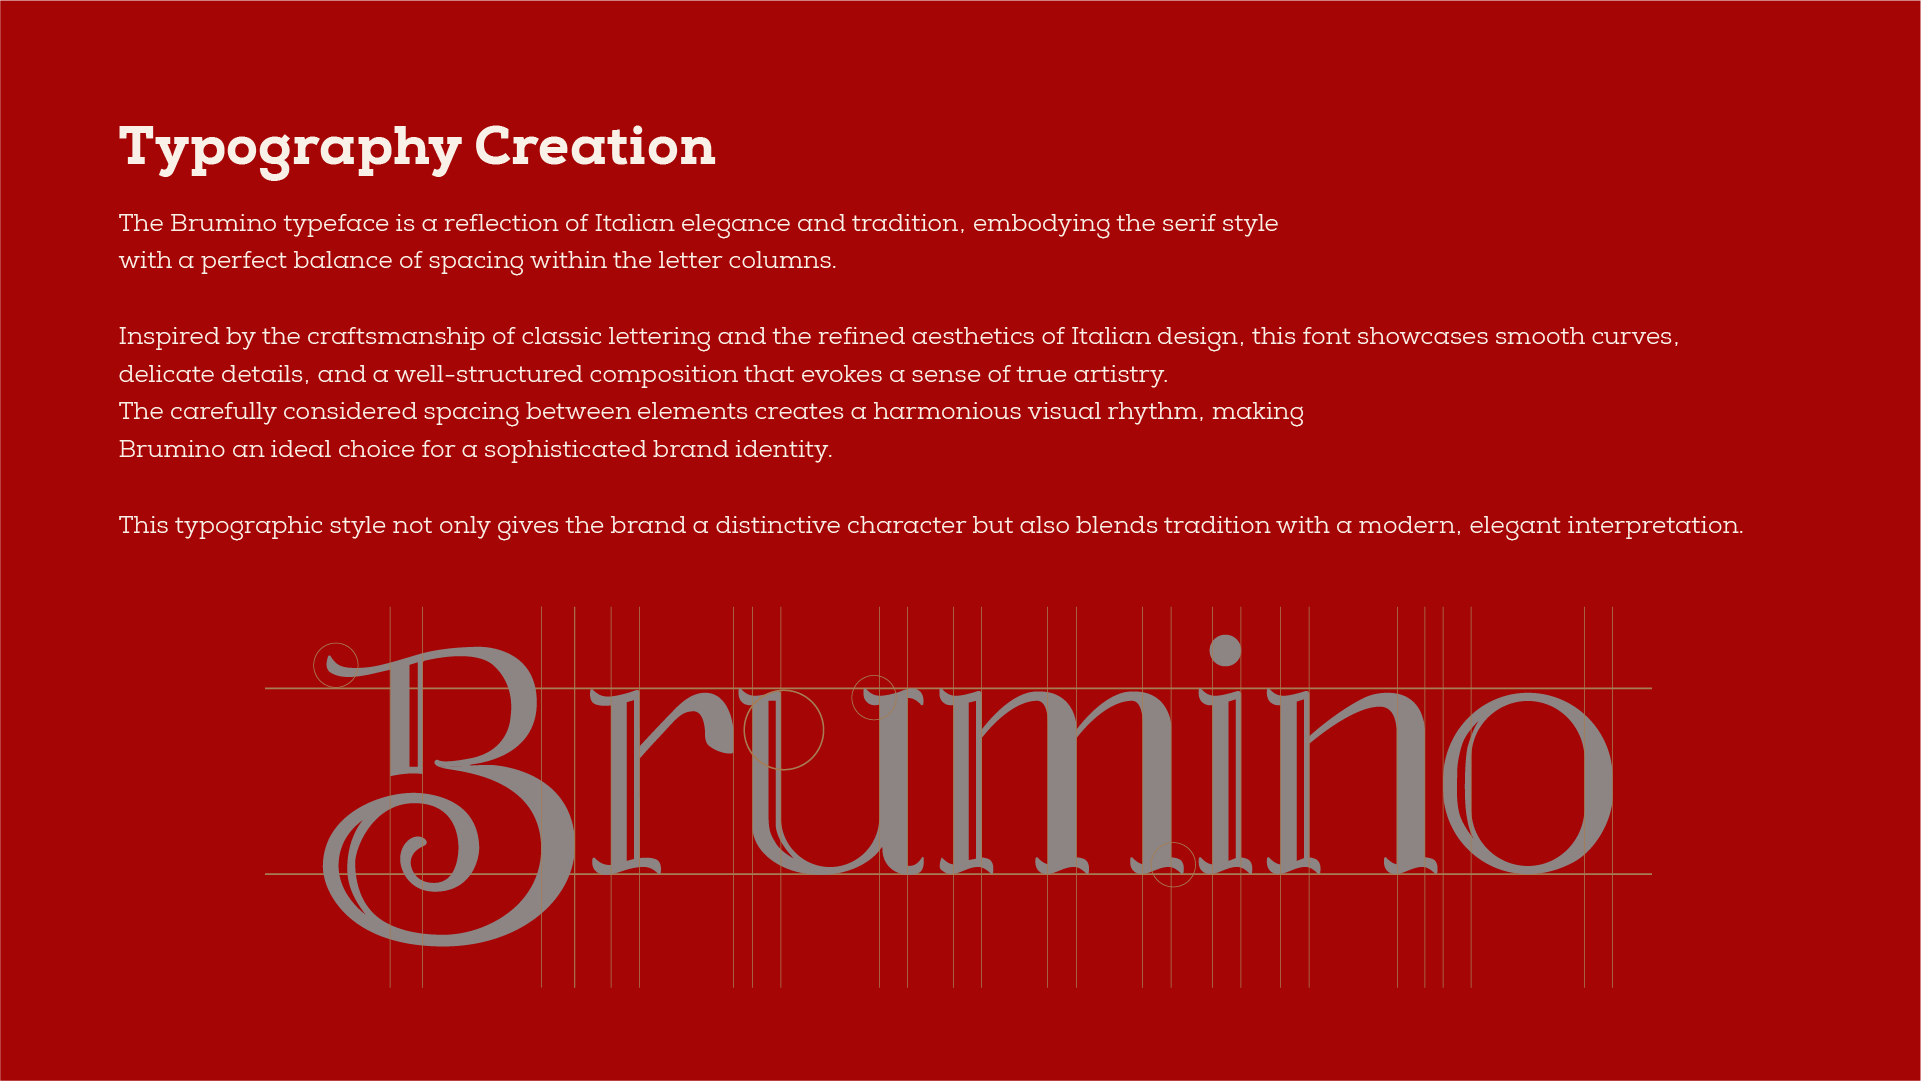 Typography Creation
The Brumino typeface is a reflection of Italian elegance and tradition, embodying the serif style
with a perfect balance of spacing within the letter columns.
Inspired by the craftsmanship of classic lettering and the refined aesthetics of Italian design, this font showcases smooth curves,
delicate details, and a well-structured composition that evokes a sense of true artistry.
The carefully considered spacing between elements creates a harmonious visual rhythm, making
Brumino an ideal choice for a sophisticated brand identity.
This typographic style not only gives the brand a distinctive character but also blends tradition with a modern, elegant interpretation.
Brumino